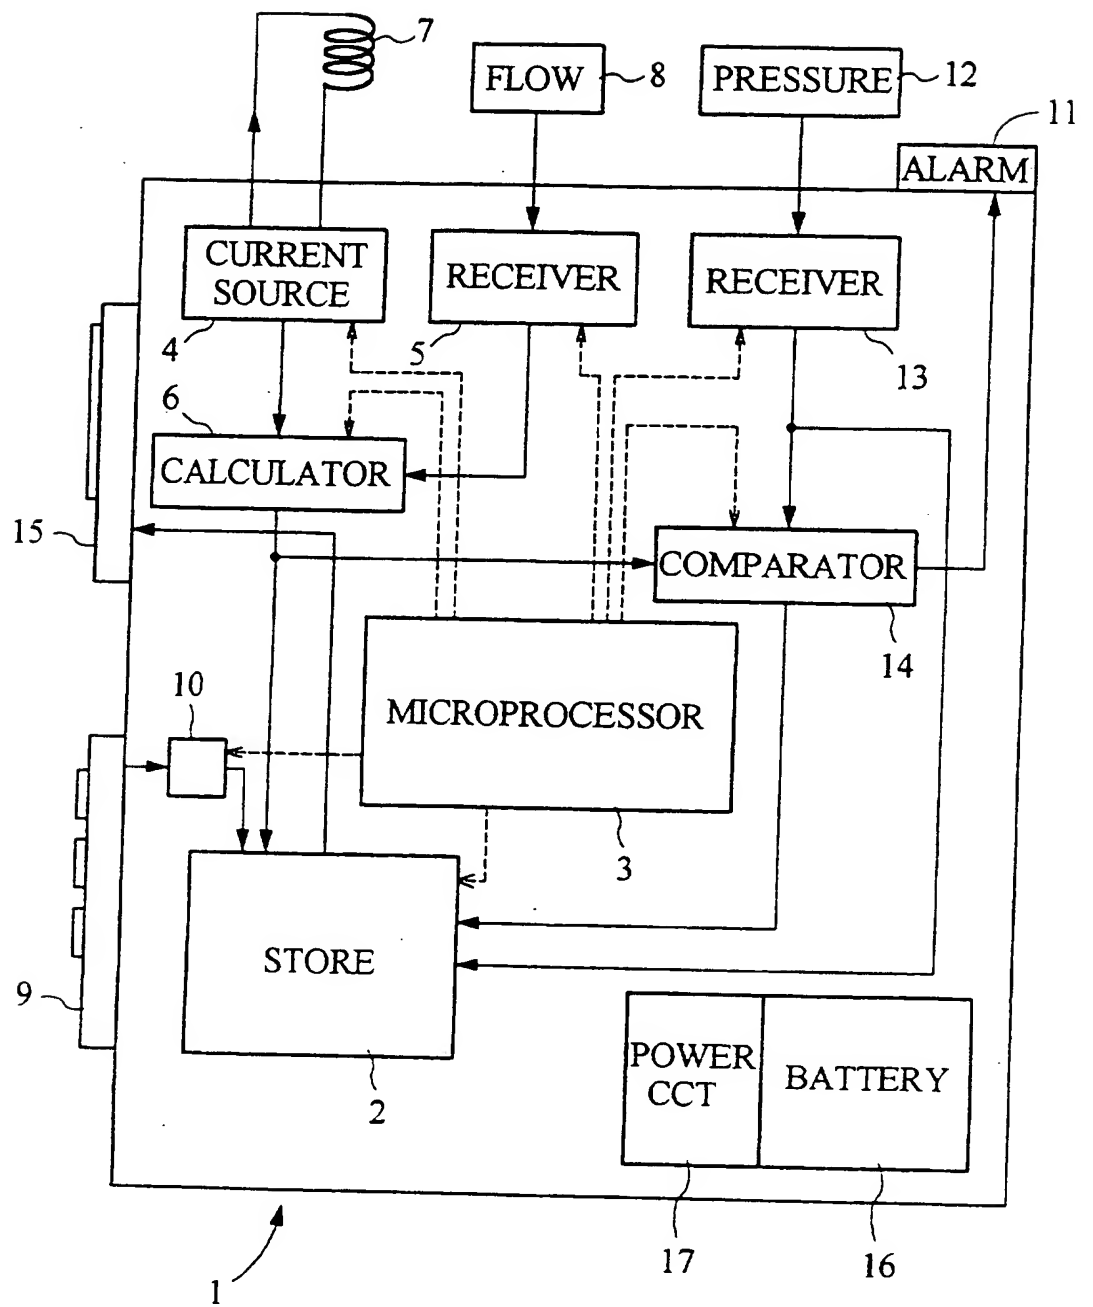 7
FLOW
8
PRESSURE
12
11
ALARM
CURRENT
SOURCE
4
RECEIVER
5
RECEIVER
13
6
CALCULATOR
15
COMPARATOR
14
10
MICROPROCESSOR
3
STORE
9
2
POWER
CCT
BATTERY
17
16
1